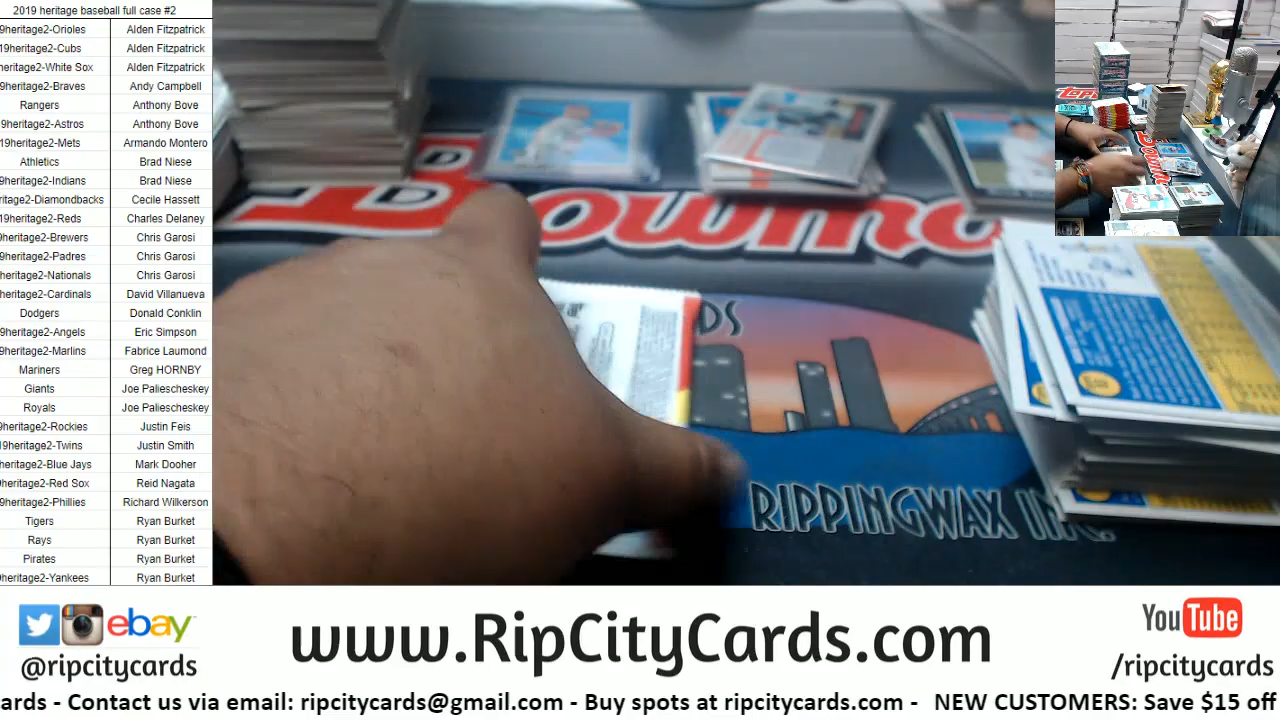 2019 heritage baseball full case #2
9heritage2-Orioles Alden Fitzpatrick
19heritage2-Cubs Alden Fitzpatrick
heritage2-White Sox Alden Fitzpatrick
9heritage2-Braves Andy Campbell
Rangers Anthony Bove
9heritage2-Astros Anthony Bove
19heritage2-Mets Armando Montero
Athletics Brad Niese
9heritage2-Indians Brad Niese
ritage2-Diamondbacks Cecile Hassett
19heritage2-Reds Charles Delaney
9heritage2-Brewers Chris Garosi
9heritage2-Padres Chris Garosi
heritage2-Nationals Chris Garosi
heritage2-Cardinals David Villanueva
Dodgers Donald Conklin
9heritage2-Angels Eric Simpson
9heritage2-Marlins Fabrice Laumond
Mariners Greg HORNBY
Giants Joe Paliescheskey
Royals Joe Paliescheskey
9heritage2-Rockies Justin Feis
19heritage2-Twins Justin Smith
heritage2-Blue Jays Mark Dooher
heritage2-Red Sox Reid Nagata
9heritage2-Phillies Richard Wilkerson
Tigers Ryan Burket
Rays Ryan Burket
Pirates Ryan Burket
9heritage2-Yankees Ryan Burket
Bowma
DS
RIPPINGWAX INC.
ebay
@ripcitycards
www.RipCityCards.com
YouTube
/ripcitycards
ards - Contact us via email: ripcitycards@gmail.com - Buy spots at ripcitycards.com - NEW CUSTOMERS: Save $15 off